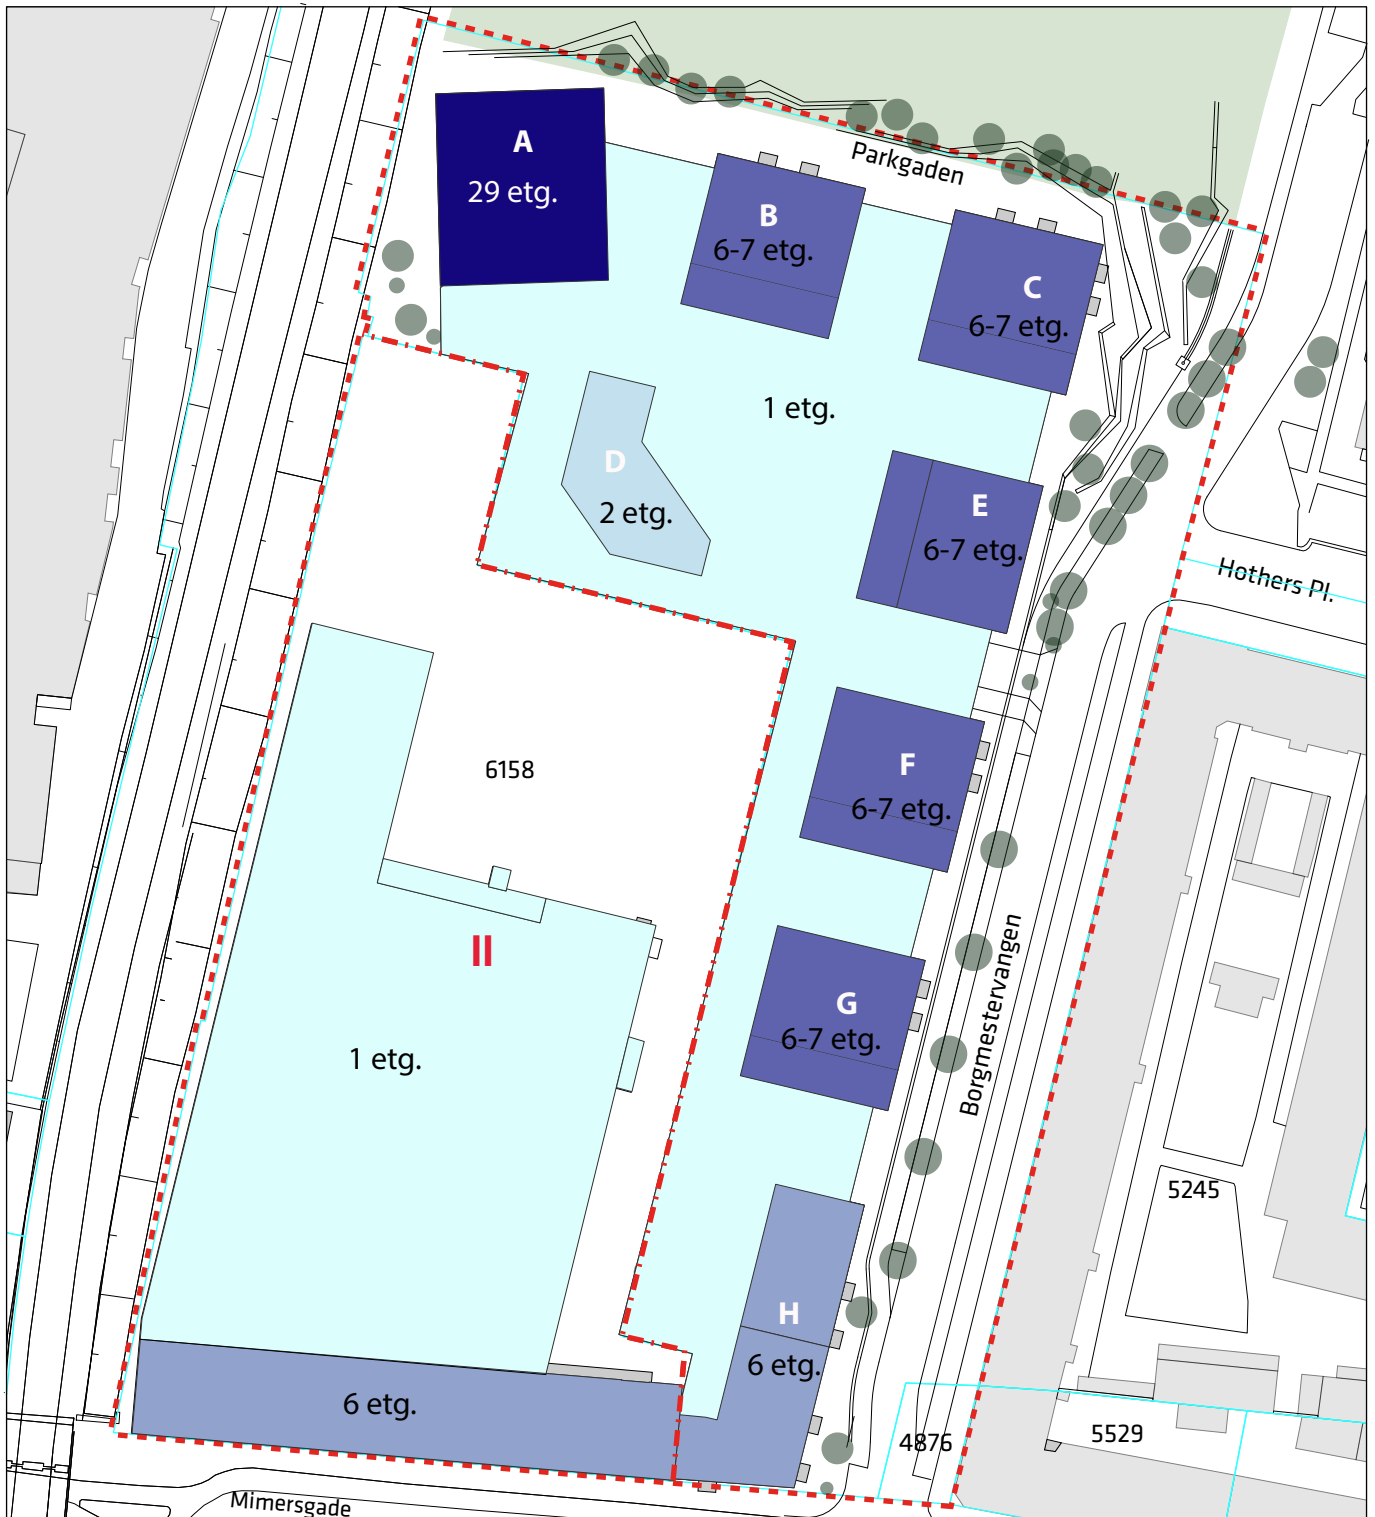 A
29 etg.
Parkgaden
B
6-7 etg.
C
6-7 etg.
1 etg.
D
2 etg.
E
6-7 etg.
Hothers Pl.
6158
F
6-7 etg.
II
1 etg.
G
6-7 etg.
Borgmestervangen
5245
H
6 etg.
6 etg.
4876
5529
Mimersgade